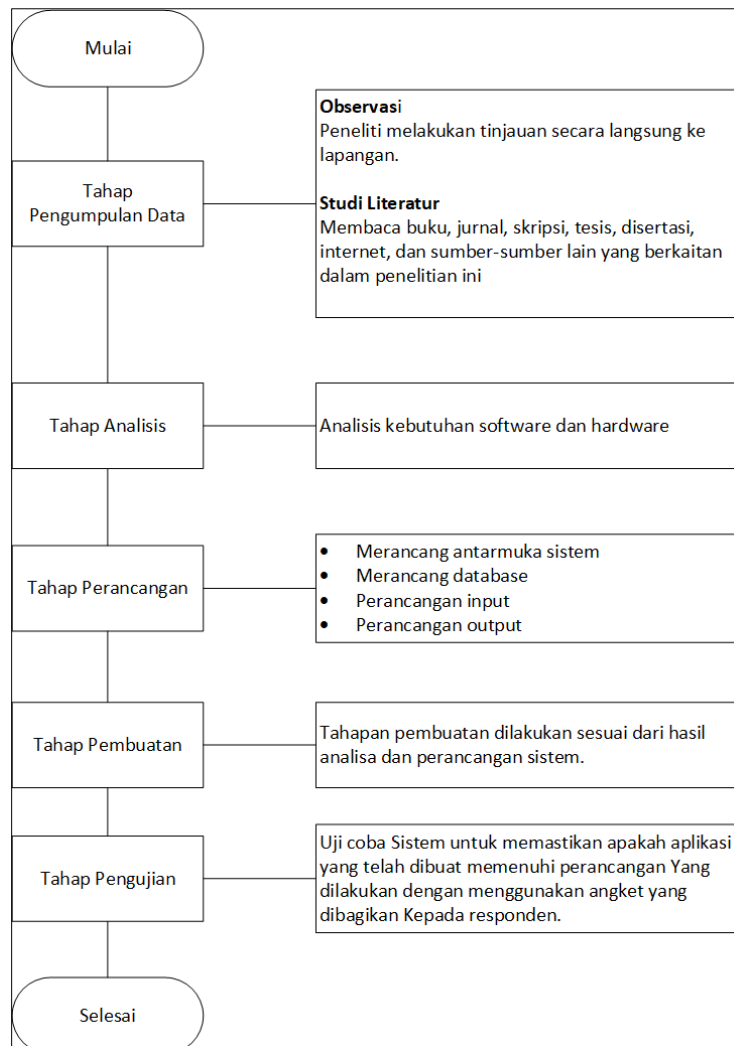 Mulai
Observasi
Peneliti melakukan tinjauan secara langsung ke
lapangan.
Tahap
Pengumpulan Data
Studi Literatur
Membaca buku, jurnal, skripsi, tesis, disertasi,
internet, dan sumber-sumber lain yang berkaitan
dalam penelitian ini
Tahap Analisis
Analisis kebutuhan software dan hardware
Tahap Perancangan
• Merancang antarmuka sistem
• Merancang database
• Perancangan input
• Perancangan output
Tahap Pembuatan
Tahapan pembuatan dilakukan sesuai dari hasil
analisa dan perancangan sistem.
Tahap Pengujian
Uji coba Sistem untuk memastikan apakah aplikasi
yang telah dibuat memenuhi perancangan Yang
dilakukan dengan menggunakan angket yang
dibagikan Kepada responden.
Selesai